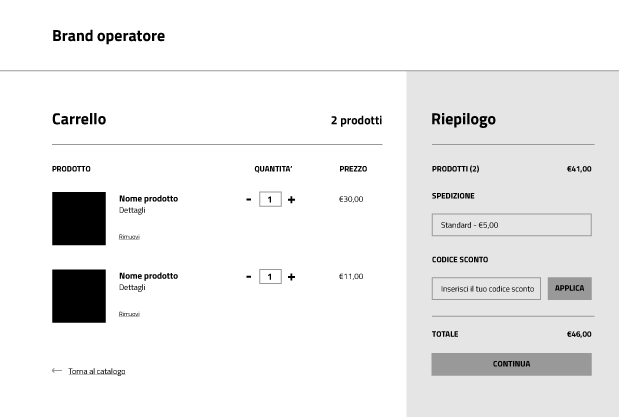 Brand operatore
Carrello
2 prodotti
PRODOTTO
QUANTITA'
PREZZO
Nome prodotto
Dettagli
Rimuovi
- 1 +
€30,00
Nome prodotto
Dettagli
Rimuovi
- 1 +
€11,00
← Torna al catalogo
Riepilogo
PRODOTTI (2) €41,00
SPEDIZIONE
Standard - €5,00
CODICE SCONTO
Inserisci il tuo codice sconto
APPLICA
TOTALE €46,00
CONTINUA